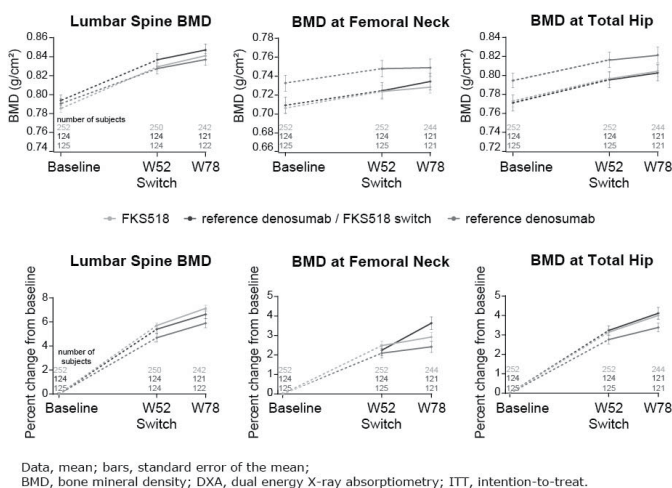 Lumbar Spine BMD
BMD (g/cm²)
0.86
0.84
0.82
0.80
0.78
0.76
0.74
number of subjects
252 250 242
124 124 121
125 124 122
Baseline W52 W78
Switch
BMD at Femoral Neck
BMD (g/cm²)
0.78
0.76
0.74
0.72
0.70
0.68
0.66
252 252 244
124 124 121
125 125 121
Baseline W52 W78
Switch
BMD at Total Hip
BMD (g/cm²)
0.84
0.82
0.80
0.78
0.76
0.74
0.72
252 252 244
124 124 121
125 125 121
Baseline W52 W78
Switch
FKS518 reference denosumab / FKS518 switch reference denosumab
Lumbar Spine BMD
Percent change from baseline
8
6
4
2
0
number of
subjects
252 250 242
124 124 121
125 124 122
Baseline W52 W78
Switch
BMD at Femoral Neck
Percent change from baseline
5
4
3
2
1
0
252 252 244
124 124 121
125 125 121
Baseline W52 W78
Switch
BMD at Total Hip
Percent change from baseline
5
4
3
2
1
0
252 252 244
124 124 121
125 125 121
Baseline W52 W78
Switch
Data, mean; bars, standard error of the mean;
BMD, bone mineral density; DXA, dual energy X-ray absorptiometry; ITT, intention-to-treat.